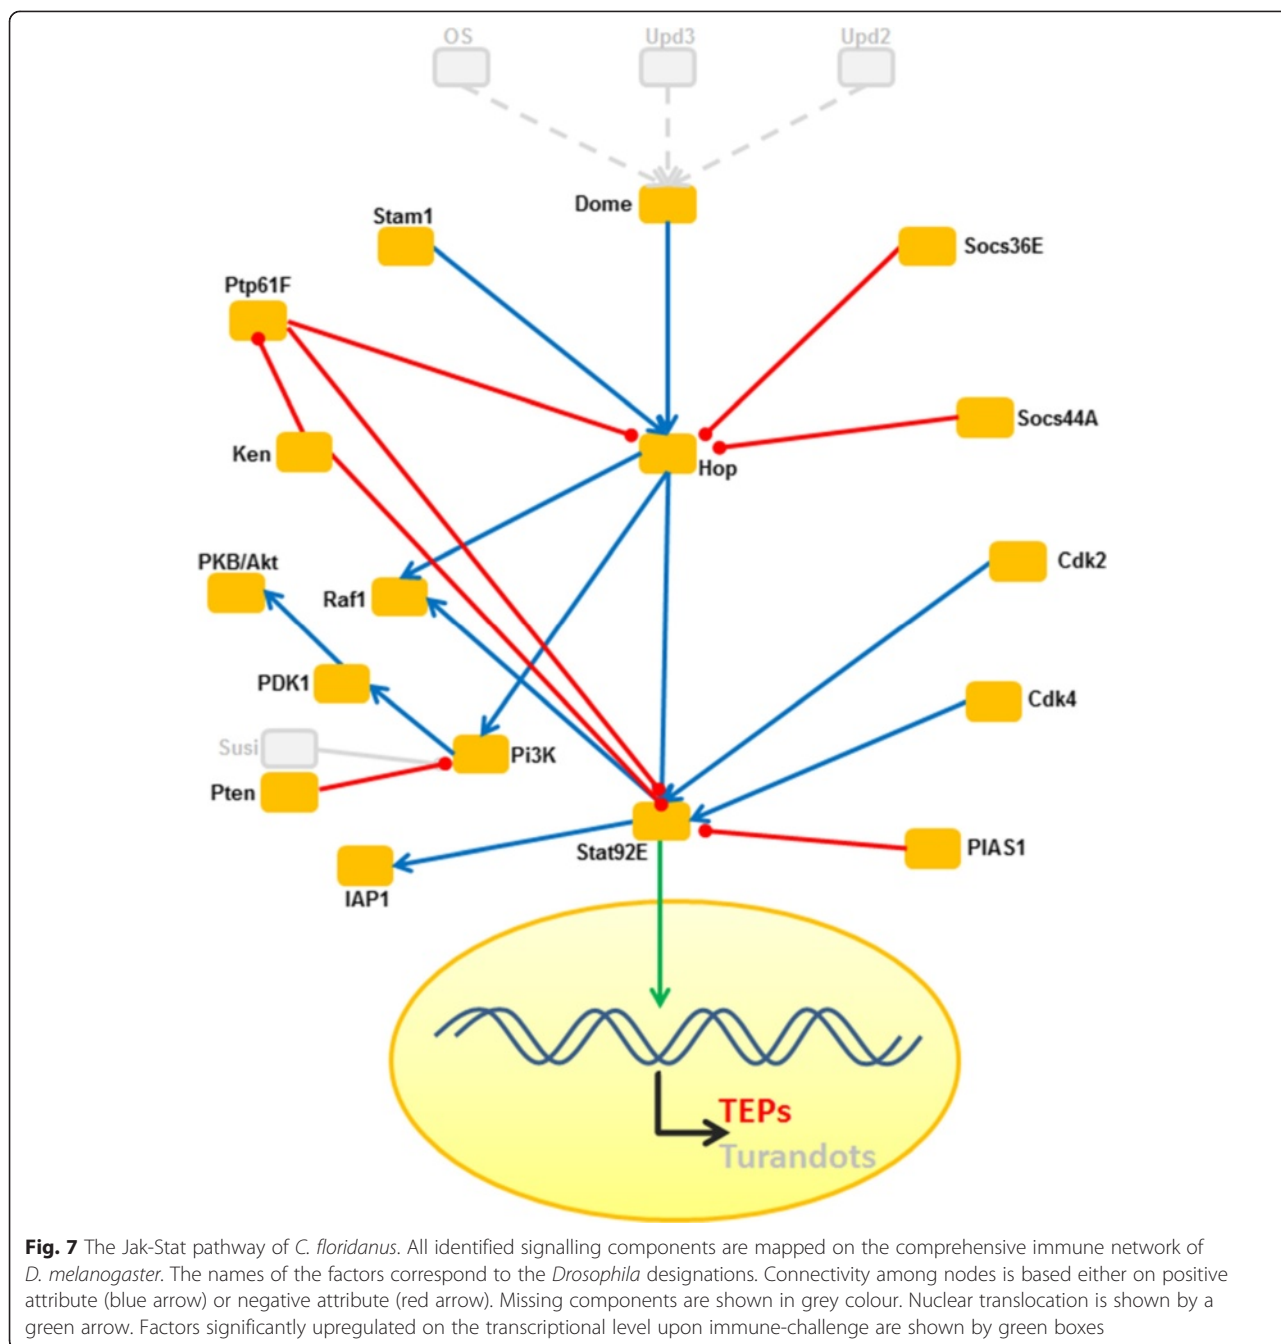 OS
Upd3
Upd2
Dome
Stam1
Socs36E
Ptp61F
Socs44A
Ken
Hop
PKB/Akt
Cdk2
Raf1
PDK1
Cdk4
Susi
Pi3K
Pten
Stat92E
PIAS1
IAP1
TEPs
Turandots
Fig. 7 The Jak-Stat pathway of C. floridanus. All identified signalling components are mapped on the comprehensive immune network of
D. melanogaster. The names of the factors correspond to the Drosophila designations. Connectivity among nodes is based either on positive
attribute (blue arrow) or negative attribute (red arrow). Missing components are shown in grey colour. Nuclear translocation is shown by a
green arrow. Factors significantly upregulated on the transcriptional level upon immune-challenge are shown by green boxes